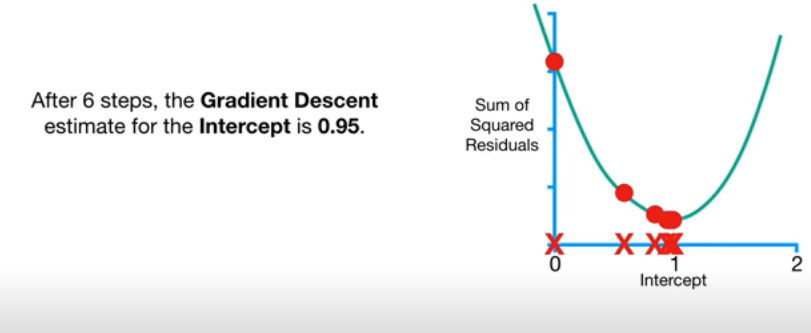 After 6 steps, the Gradient Descent
estimate for the Intercept is 0.95.
Sum of
Squared
Residuals
0
1
2
Intercept